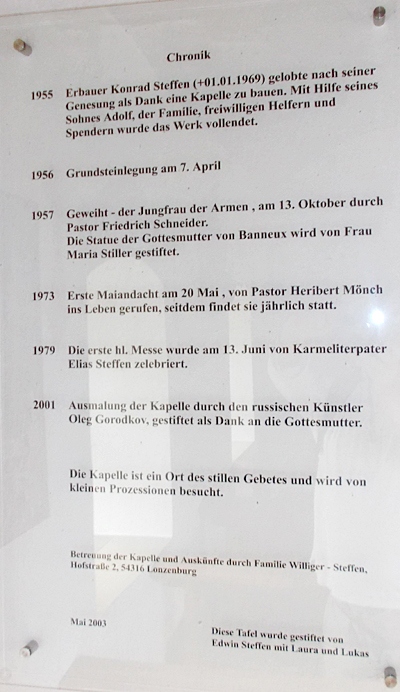 Chronik
1955 Erbauer Konrad Steffen (+01.01.1969) gelobte nach seiner
Genesung als Dank eine Kapelle zu bauen. Mit Hilfe seines
Sohnes Adolf, der Familie, freiwilligen Helfern und
Spendern wurde das Werk vollendet.
1956 Grundsteinlegung am 7. April
1957 Geweiht - der Jungfrau der Armen , am 13. Oktober durch
Pastor Friedrich Schneider.
Die Statue der Gottesmutter von Banneux wird von Frau
Maria Stiller gestiftet.
1973 Erste Maiandacht am 20 Mai , von Pastor Heribert Mönch
ins Leben gerufen, seitdem findet sie jährlich statt.
1979 Die erste hl. Messe wurde am 13. Juni von Karmeliterpater
Elias Steffen zelebriert.
2001 Ausmalung der Kapelle durch den russischen Künstler
Oleg Gorodkov, gestiftet als Dank an die Gottesmutter.
Die Kapelle ist ein Ort des stillen Gebetes und wird von
kleinen Prozessionen besucht.
Betreuung der Kapelle und Auskünfte durch Familie Williger - Steffen,
Hofstraße 2, 54316 Lonzenburg
Mai 2003
Diese Tafel wurde gestiftet von
Edwin Steffen mit Laura und Lukas